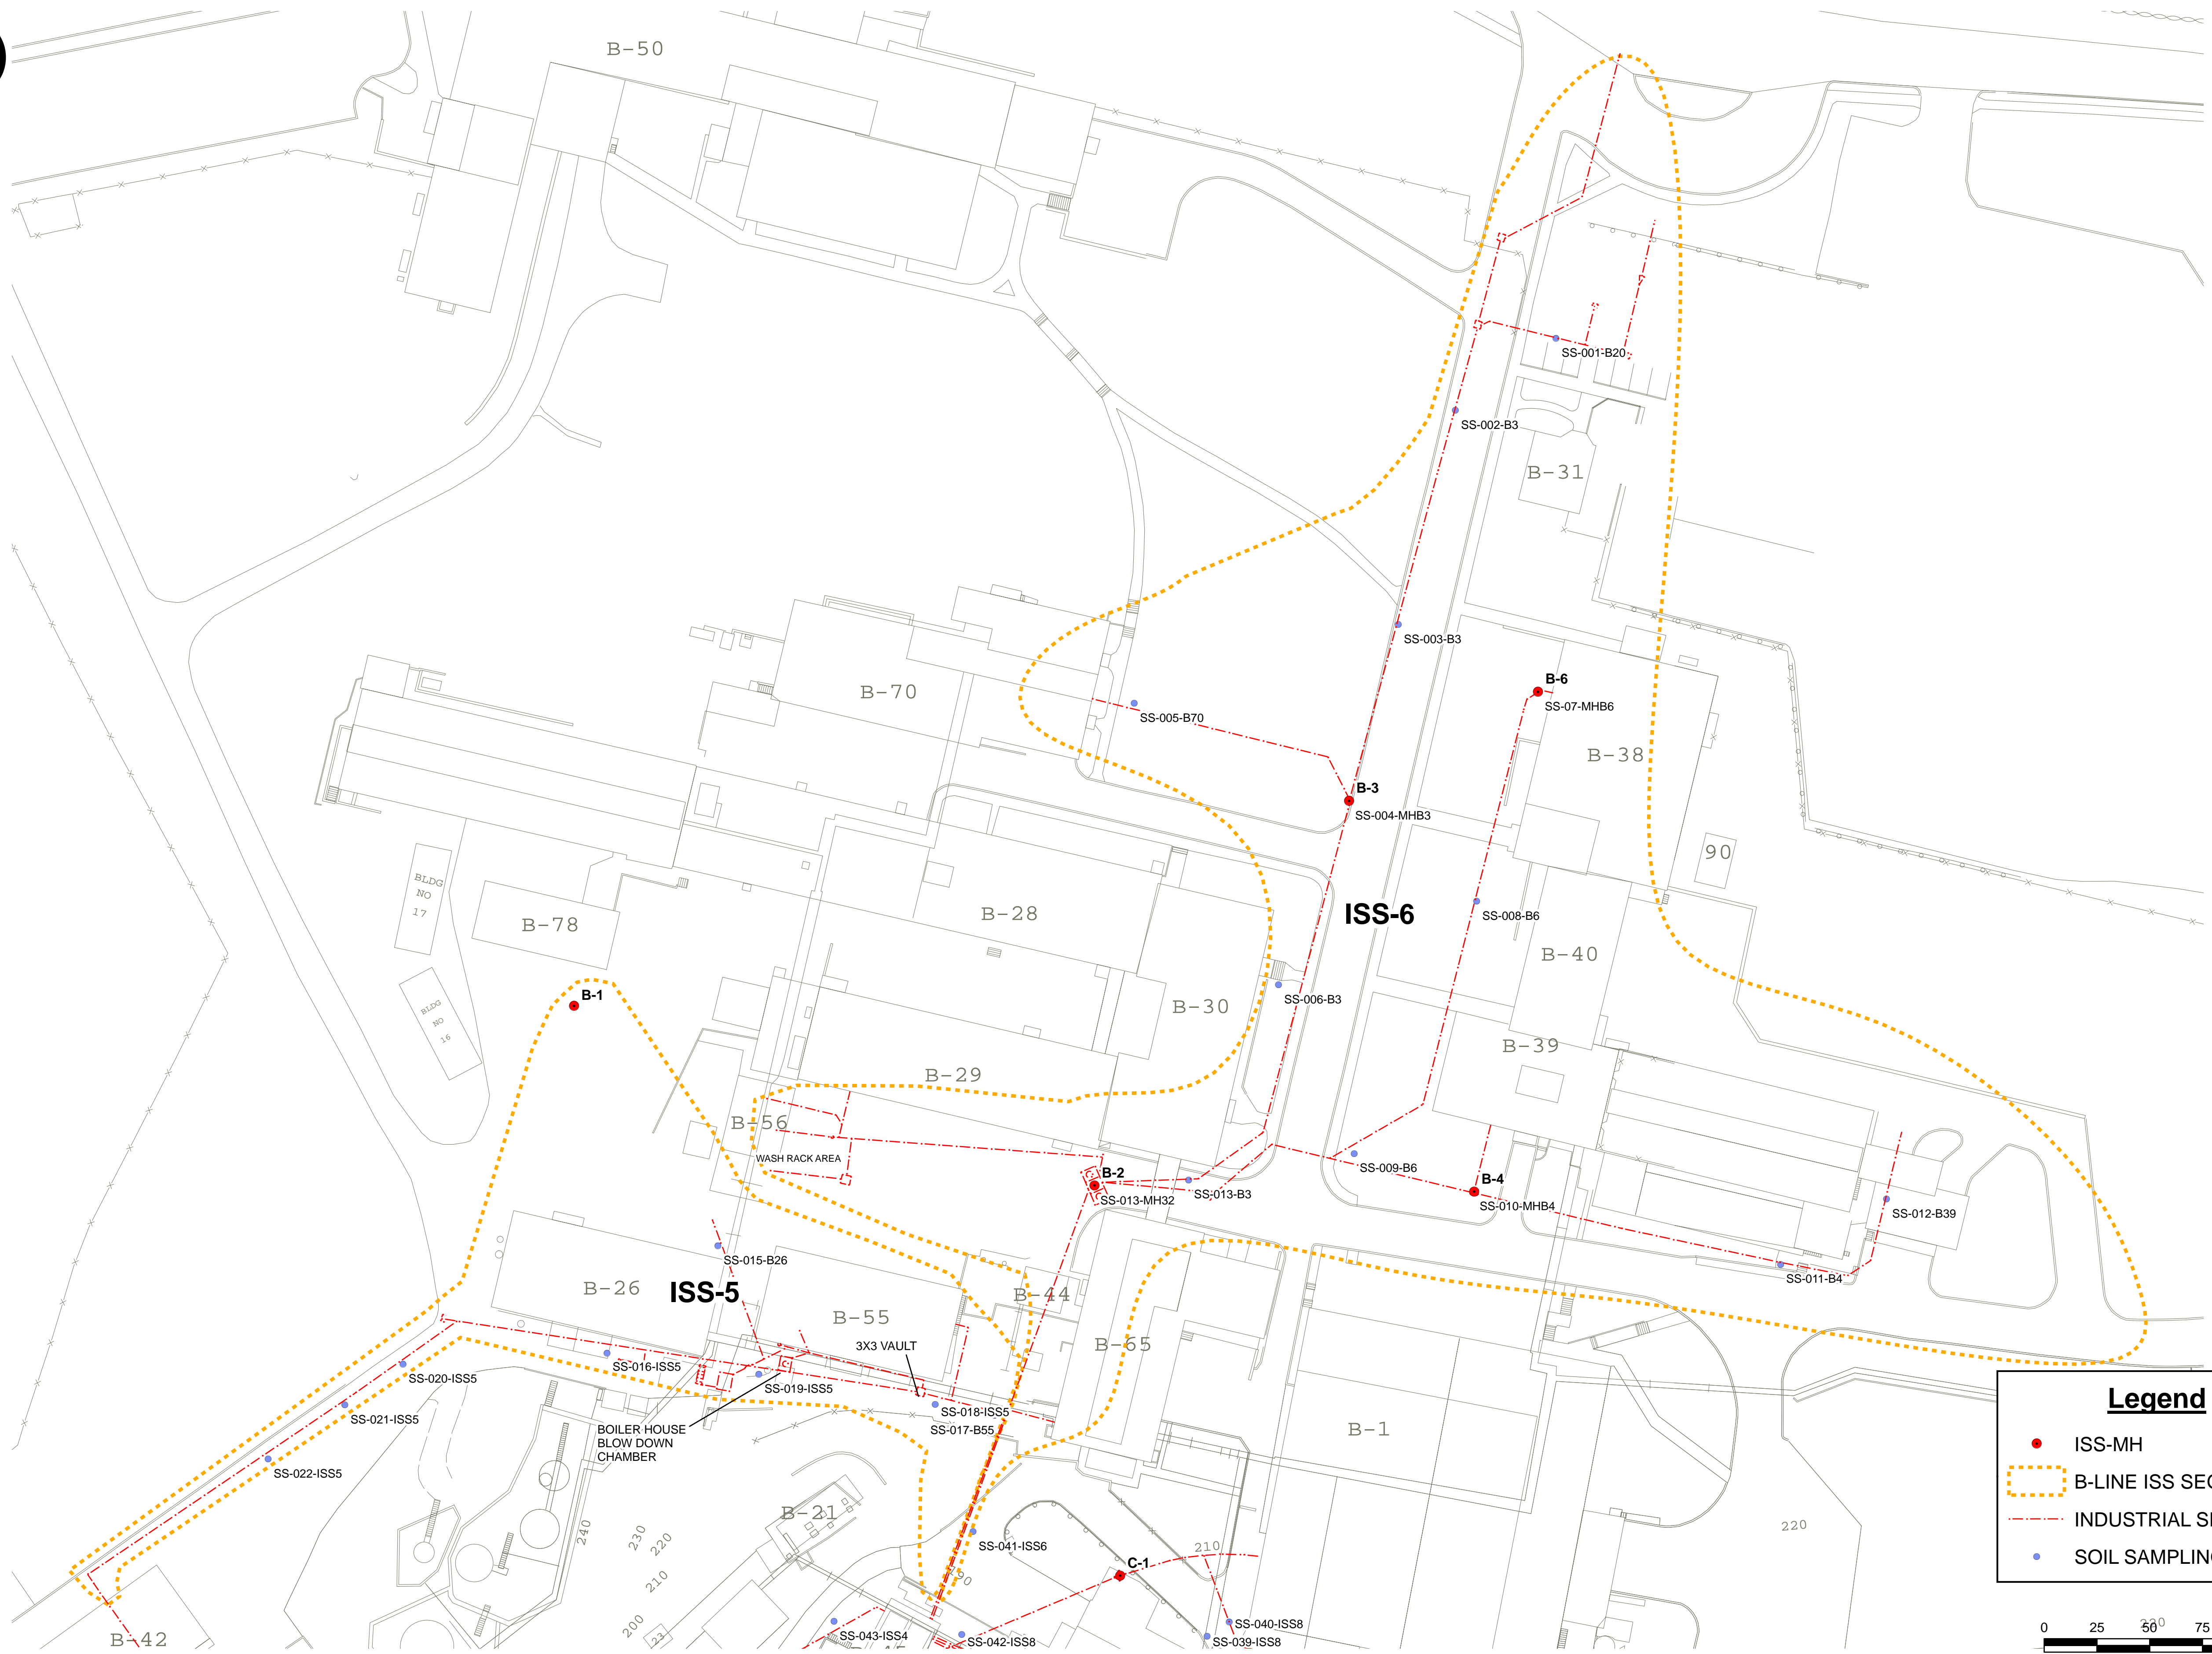 B-50
SS-001-B20
SS-002-B3
B-31
SS-003-B3
B-6
SS-07-MHB6
B-70
SS-005-B70
B-38
B-3
SS-004-MHB3
90
BLDG
NO
17
B-78
B-28
ISS-6
SS-008-B6
B-40
BLDG
NO
16
B-1
SS-006-B3
B-30
B-39
B-29
B-56
WASH RACK AREA
B-2
SS-013-MH32
SS-013-B3
SS-009-B6
B-4
SS-010-MHB4
SS-012-B39
SS-015-B26
SS-011-B4
B-26
ISS-5
B-44
B-55
B-65
3X3 VAULT
SS-016-ISS5
SS-020-ISS5
SS-019-ISS5
SS-021-ISS5
SS-018-ISS5
SS-017-B55
BOILER HOUSE
BLOW DOWN
CHAMBER
B-1
SS-022-ISS5
B-21
240
230
220
210
200
23
190
210
220
SS-041-ISS6
C-1
SS-040-ISS8
SS-039-ISS8
SS-043-ISS4
SS-042-ISS8
B-42
Legend
ISS-MH
B-LINE ISS
INDUSTRIAL
SOIL
220
0 25 50 75